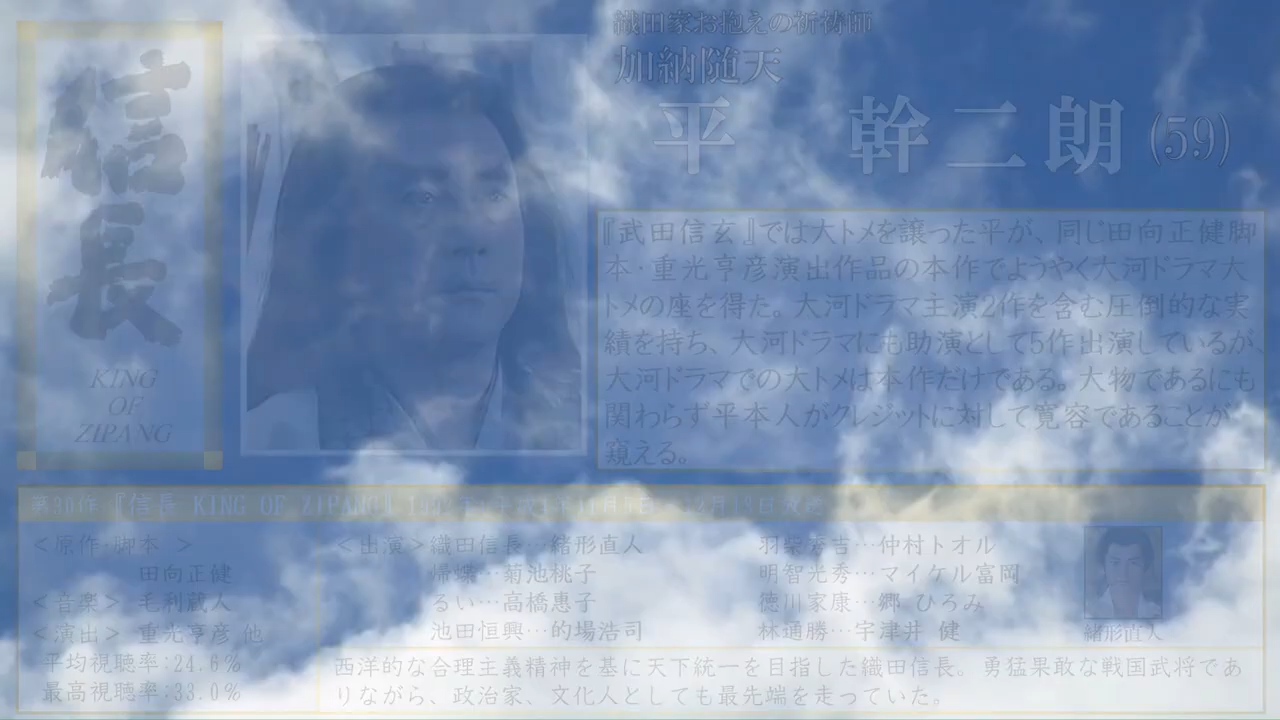 信長
KING
OF
ZIPANG
織田家お抱えの祈祷師
加納随天
平 幹二朗(59)
『武田信玄』では大トメを譲った平が、同じ田向正健脚
本・重光亨彦演出作品の本作でようやく大河ドラマ大
トメの座を得た。大河ドラマ主演2作を含む圧倒的な実
績を持ち、大河ドラマにも助演として5作出演しているが、
大河ドラマでの大トメは本作だけである。大物であるにも
関わらず平本人がクレジットに対して寛容であることが
窺える。
第30作『信長 KING OF ZIPANG』
<原作・脚本 >
田向正健
<音楽> 毛利蔵人
<演出> 重光亨彦 他
平均視聴率:24.6%
最高視聴率:33.0%
<出演>織田信長…緒形直人
帰蝶…菊池桃子
るい…高橋惠子
池田恒興…的場浩司
羽柴秀吉…仲村トオル
明智光秀…マイケル富岡
徳川家康…郷 ひろみ
林通勝…宇津井 健
緒形直人
西洋的な合理主義精神を基に天下統一を目指した織田信長。勇猛果敢な戦国武将であ
りながら、政治家、文化人としても最先端を走っていた。